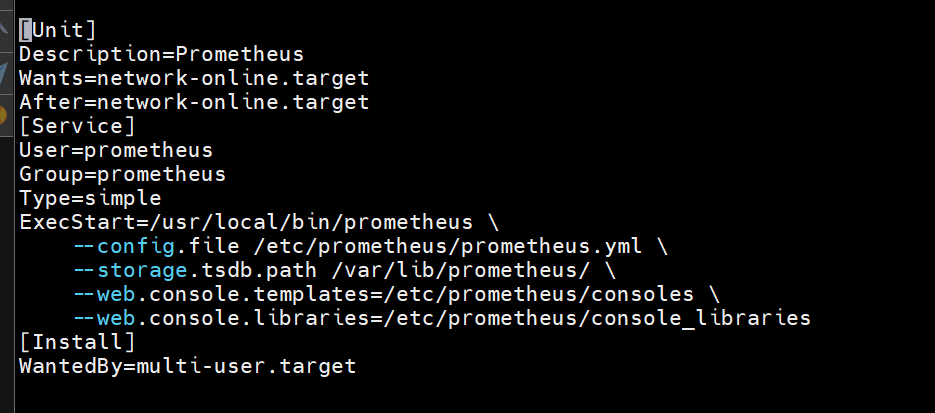 [Unit]
Description=Prometheus
Wants=network-online.target
After=network-online.target
[Service]
User=prometheus
Group=prometheus
Type=simple
ExecStart=/usr/local/bin/prometheus \
    --config.file /etc/prometheus/prometheus.yml \
    --storage.tsdb.path /var/lib/prometheus/ \
    --web.console.templates=/etc/prometheus/consoles \
    --web.console.libraries=/etc/prometheus/console_libraries
[Install]
WantedBy=multi-user.target